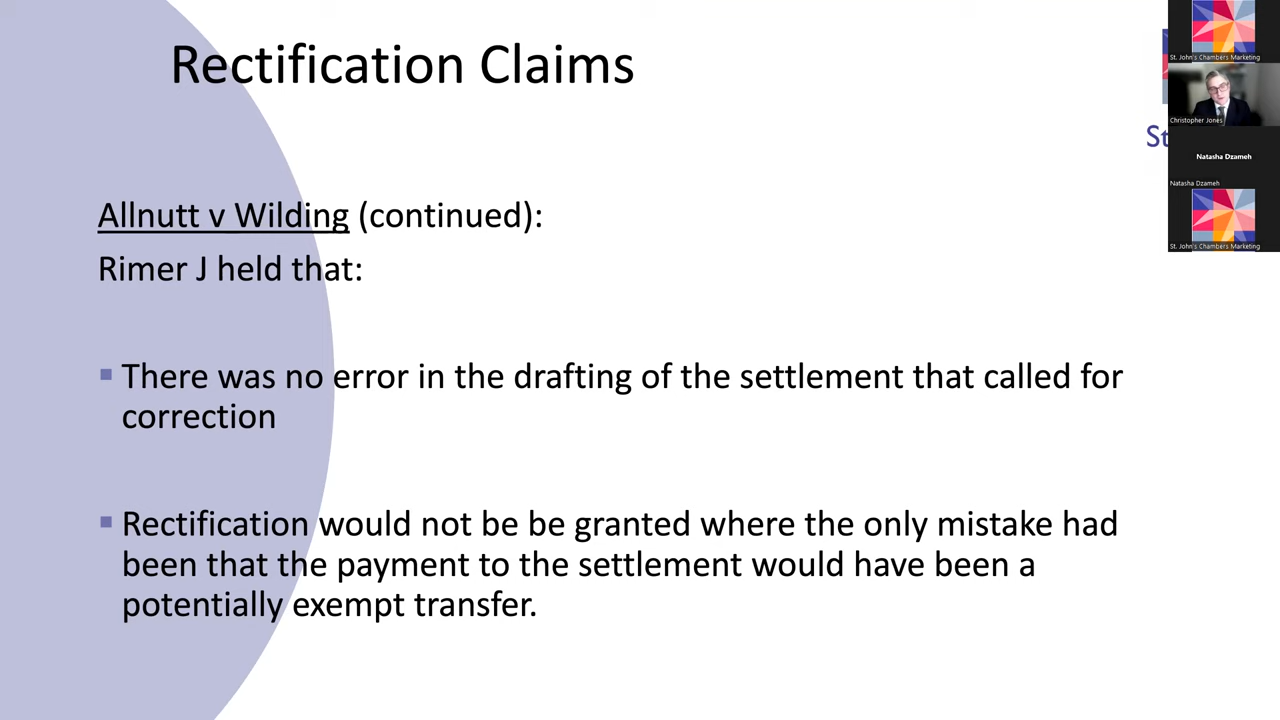 Rectification Claims
Allnutt v Wilding (continued):
Rimer J held that:
There was no error in the drafting of the settlement that called for
correction
Rectification would not be be granted where the only mistake had
been that the payment to the settlement would have been a
potentially exempt transfer.
St
St. John's Chambers Marketing
Christopher Jones
Natasha Dzameh
Natasha Dzameh
St. John's Chambers Marketing